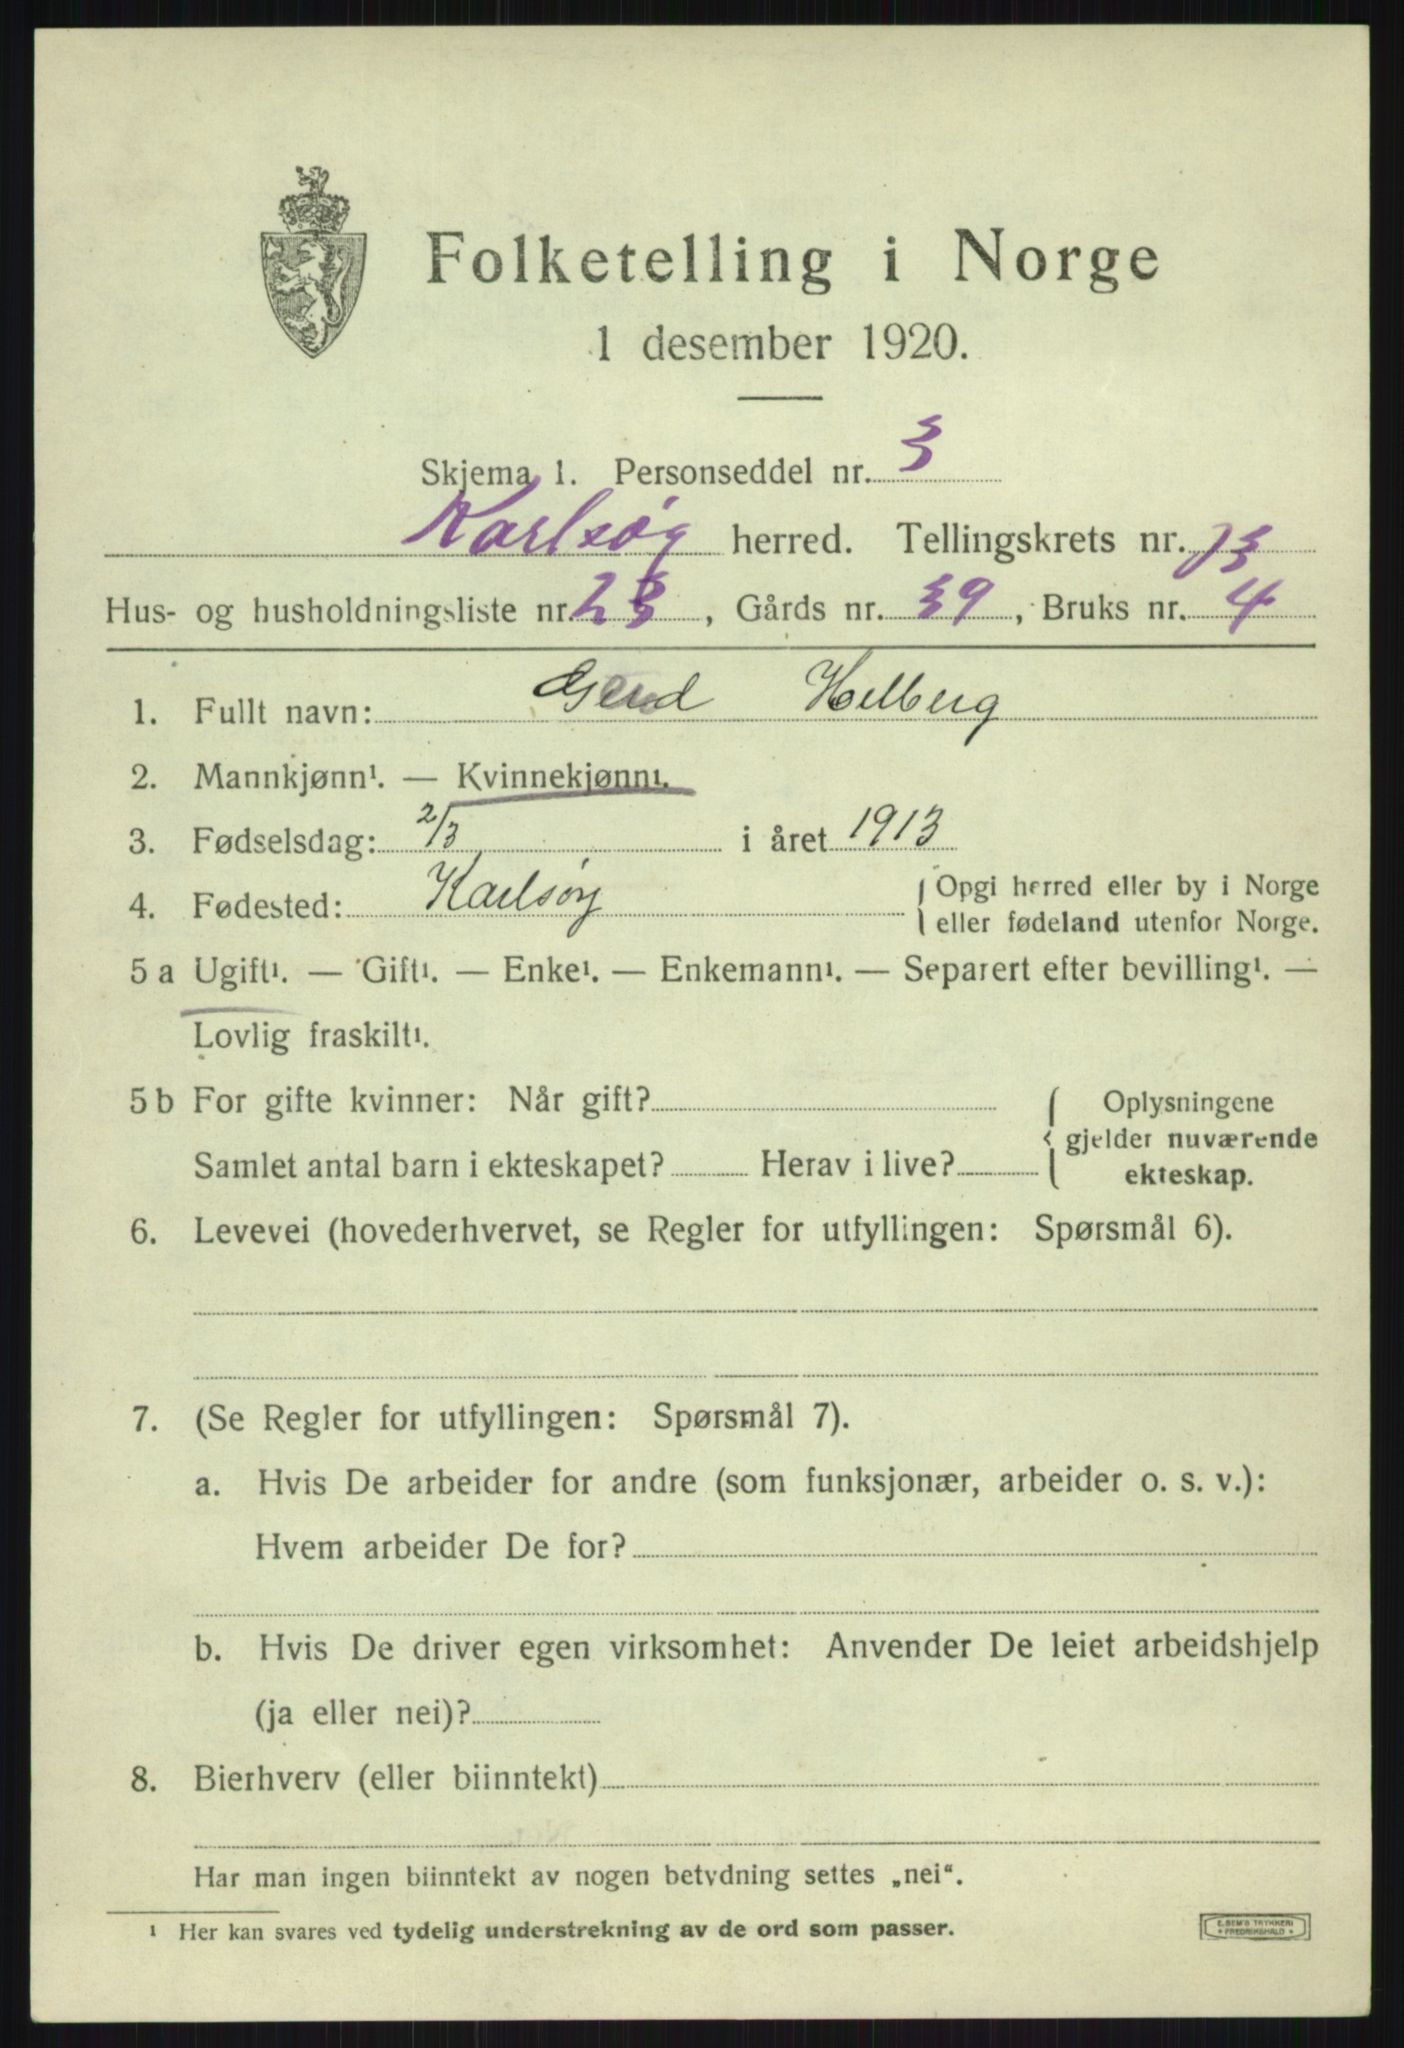 Folketelling i Norge
1 desember 1920.
Skjema 1. Personseddel nr. 3
Karlsøy herred. Tellingskrets nr. 13
Hus- og husholdningsliste nr. 23, Gårds nr. 39, Bruks nr. 4
1. Fullt navn: Gerd Helberg
2. Mannkjønn¹. — Kvinnekjønn¹.
3. Fødselsdag: 2/3 i året 1913
4. Fødested: Karlsøy { Opgi herred eller by i Norge
eller fødeland utenfor Norge.
5 a Ugift¹. — Gift¹. — Enke¹. — Enkemann¹. — Separert efter bevilling¹. —
Lovlig fraskilt¹.
5 b For gifte kvinner: Når gift? { Oplysningene
gjelder nuværende
Samlet antal barn i ekteskapet? Herav i live? ekteskap.
6. Levevei (hovederhvervet, se Regler for utfyllingen: Spørsmål 6).
7. (Se Regler for utfyllingen: Spørsmål 7).
a. Hvis De arbeider for andre (som funksjonær, arbeider o. s. v.):
Hvem arbeider De for?
b. Hvis De driver egen virksomhet: Anvender De leiet arbeidshjelp
(ja eller nei)?
8. Bierhverv (eller biinntekt)
Har man ingen biinntekt av nogen betydning settes „nei“.
¹ Her kan svares ved tydelig understrekning av de ord som passer.
E. SEM'S TRYKKERI
• FREDRIKSHALD •